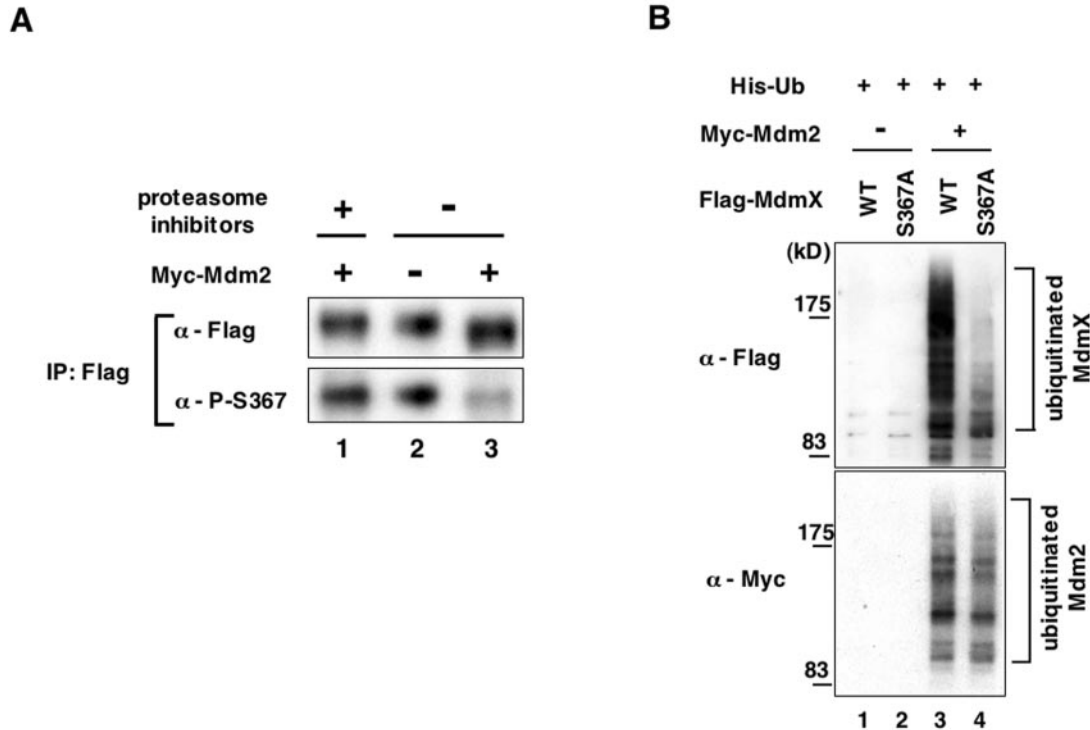 A
proteasome inhibitors + -
Myc-Mdm2 + - +
IP: Flag
α - Flag
α - P-S367
1 2 3
B
His-Ub + + + +
Myc-Mdm2 - +
Flag-MdmX WT S367A WT S367A
(kD)
175
α - Flag
83
ubiquitinated MdmX
175
α - Myc
83
ubiquitinated Mdm2
1 2 3 4